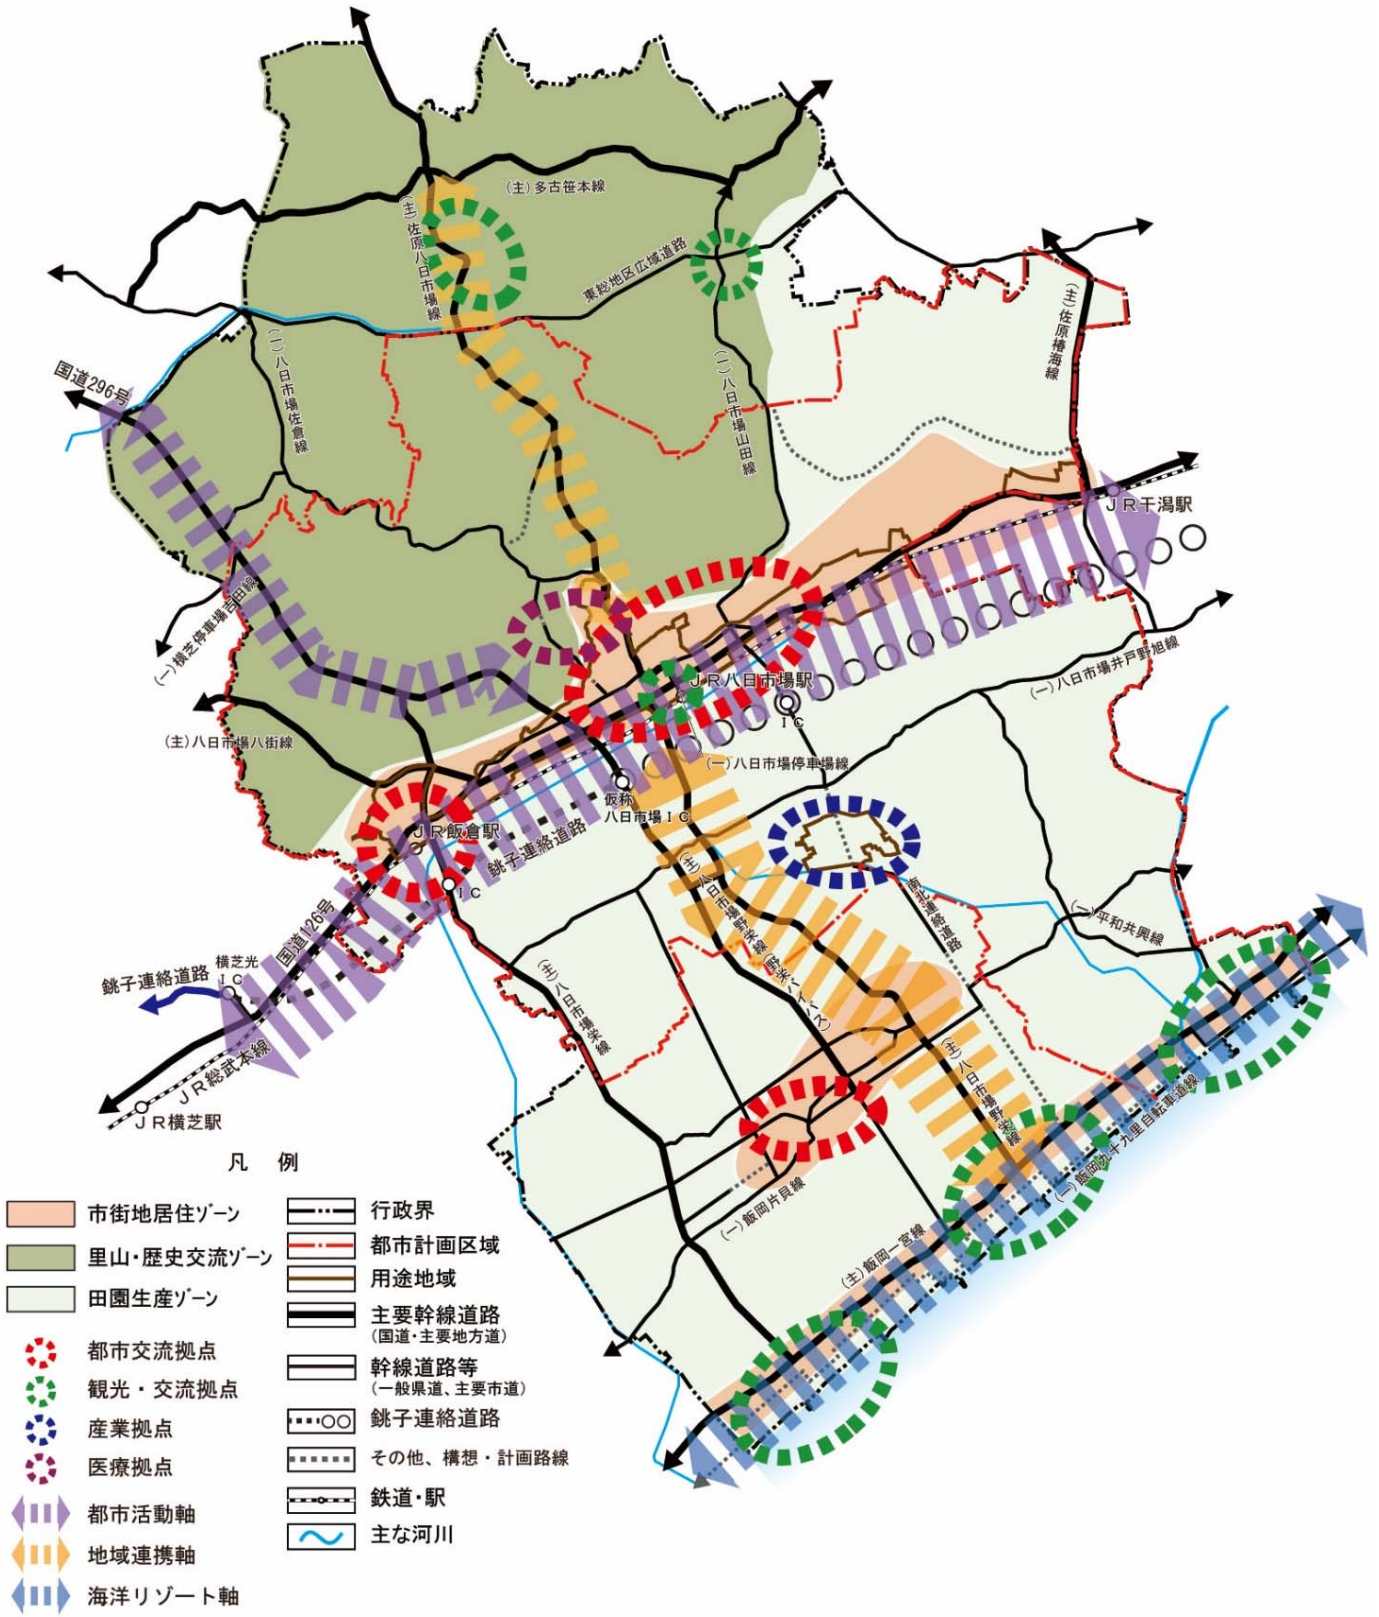 (主)多古笹本線
(主)佐原八日市場線
東総地区広域道路
(主)佐原椿海線
国道296号
(一)八日市場佐倉線
(一)八日市場山田線
JR干潟駅
(一)横芝停車場吉田線
(一)八日市場井戸野旭線
JR八日市場駅
IC
(主)八日市場八街線
(一)八日市場停車場線
仮称
八日市場IC
JR飯倉駅
銚子連絡道路
IC
(主)八日市場野栄線(野栄バイパス)
南北連絡道路
(一)平和共興線
国道126号
横芝光
IC
銚子連絡道路
(主)八日市場栄線
JR総武本線
JR横芝駅
(主)八日市場野栄線
(一)飯岡九十九里自転車道線
(一)飯岡片貝線
(主)飯岡一宮線
凡 例
市街地居住ゾーン
里山・歴史交流ゾーン
田園生産ゾーン
都市交流拠点
観光・交流拠点
産業拠点
医療拠点
都市活動軸
地域連携軸
海洋リゾート軸
行政界
都市計画区域
用途地域
主要幹線道路
(国道・主要地方道)
幹線道路等
(一般県道、主要市道)
銚子連絡道路
その他、構想・計画路線
鉄道・駅
主な河川